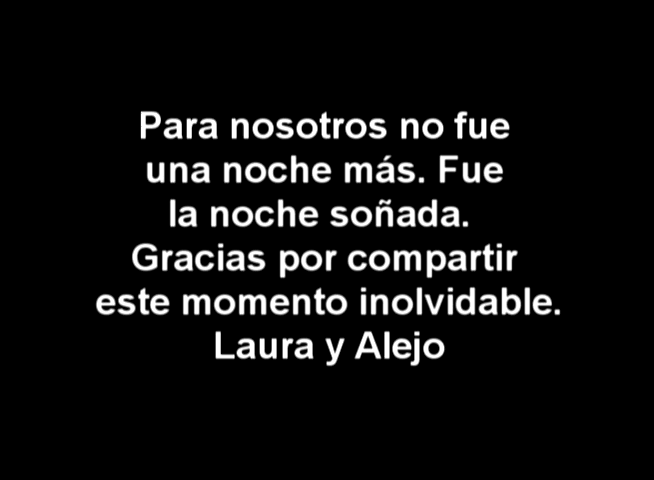 Para nosotros no fue
una noche más. Fue
la noche soñada.
Gracias por compartir
este momento inolvidable.
Laura y Alejo